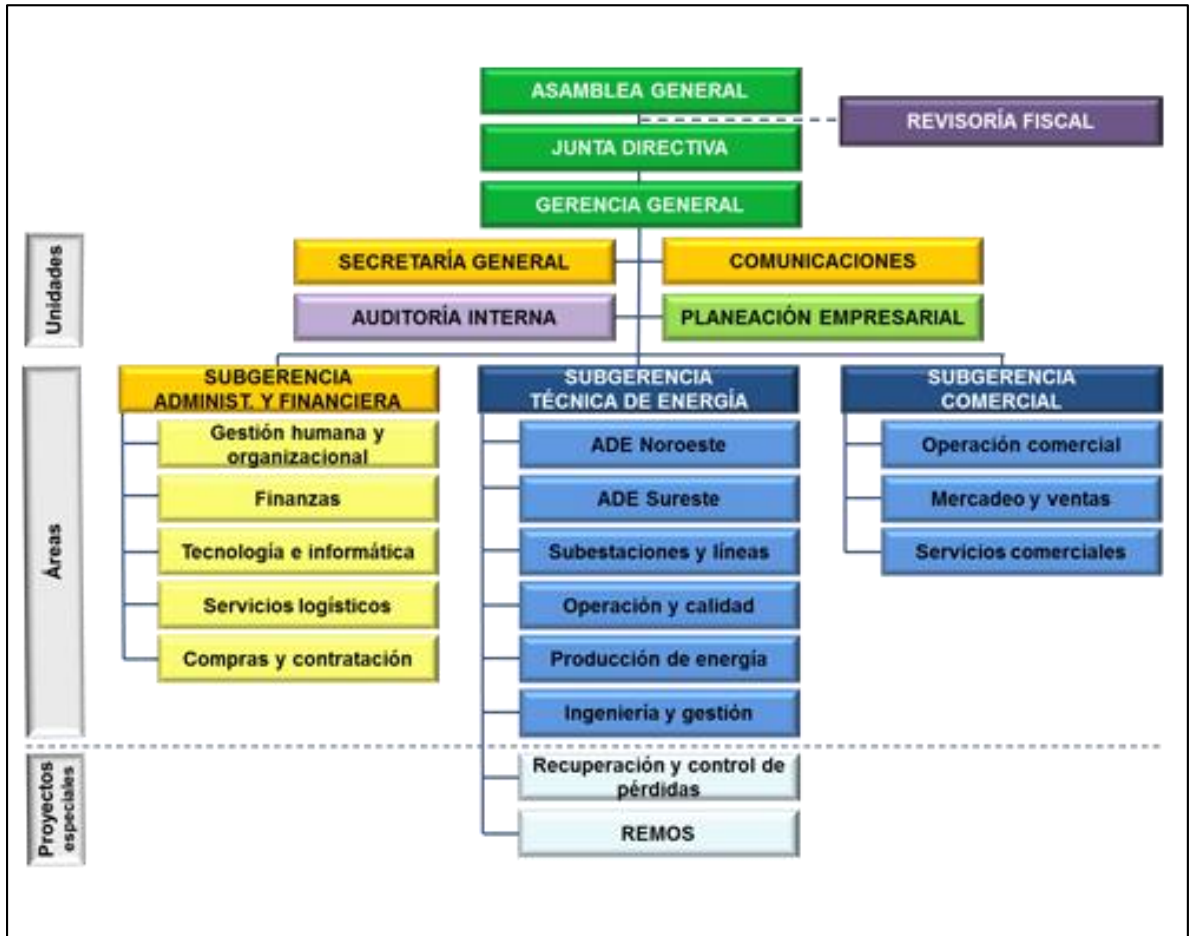 ASAMBLEA GENERAL
REVISORÍA FISCAL
JUNTA DIRECTIVA
GERENCIA GENERAL
Unidades
SECRETARÍA GENERAL
COMUNICACIONES
AUDITORÍA INTERNA
PLANEACIÓN EMPRESARIAL
Áreas
SUBGERENCIA
ADMINIST. Y FINANCIERA
Gestión humana y
organizacional
Finanzas
Tecnología e informática
Servicios logísticos
Compras y contratación
SUBGERENCIA
TÉCNICA DE ENERGÍA
ADE Noroeste
ADE Sureste
Subestaciones y líneas
Operación y calidad
Producción de energía
Ingeniería y gestión
SUBGERENCIA
COMERCIAL
Operación comercial
Mercadeo y ventas
Servicios comerciales
Proyectos
especiales
Recuperación y control de
pérdidas
REMOS